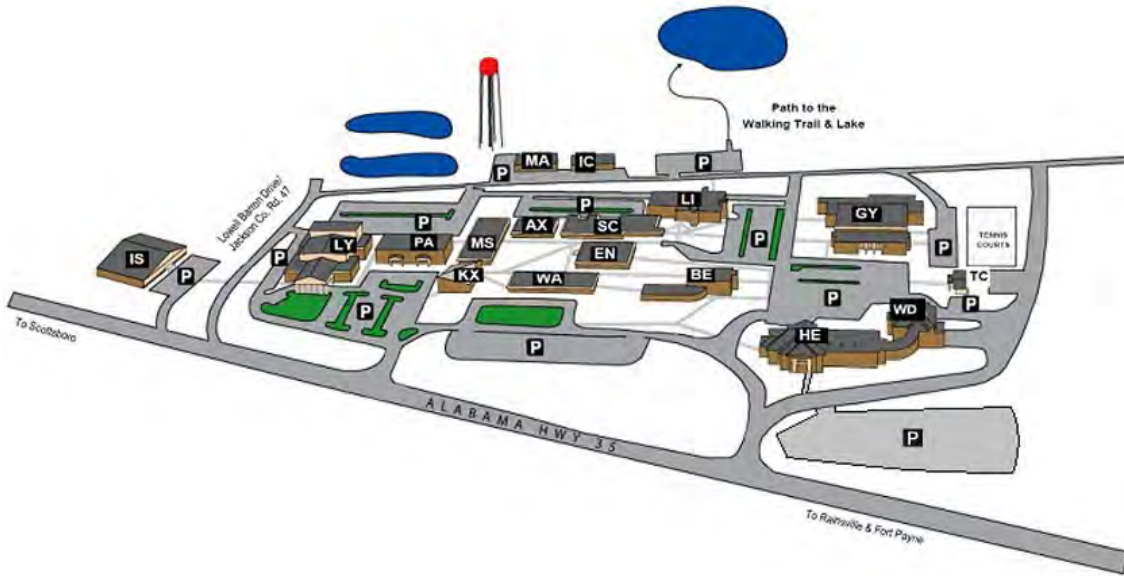 Path to the
Walking Trail & Lake
MA
IC
P
P
Lowell Barron Drive/
Jackson Co. Rd. 47
LI
P
GY
P
AX
SC
TENNIS
COURTS
LY
PA
MS
P
P
EN
IS
P
P
KX
WA
BE
TC
P
P
P
WD
HE
To Scottsboro
P
ALABAMA HWY 35
P
To Rainsville & Fort Payne